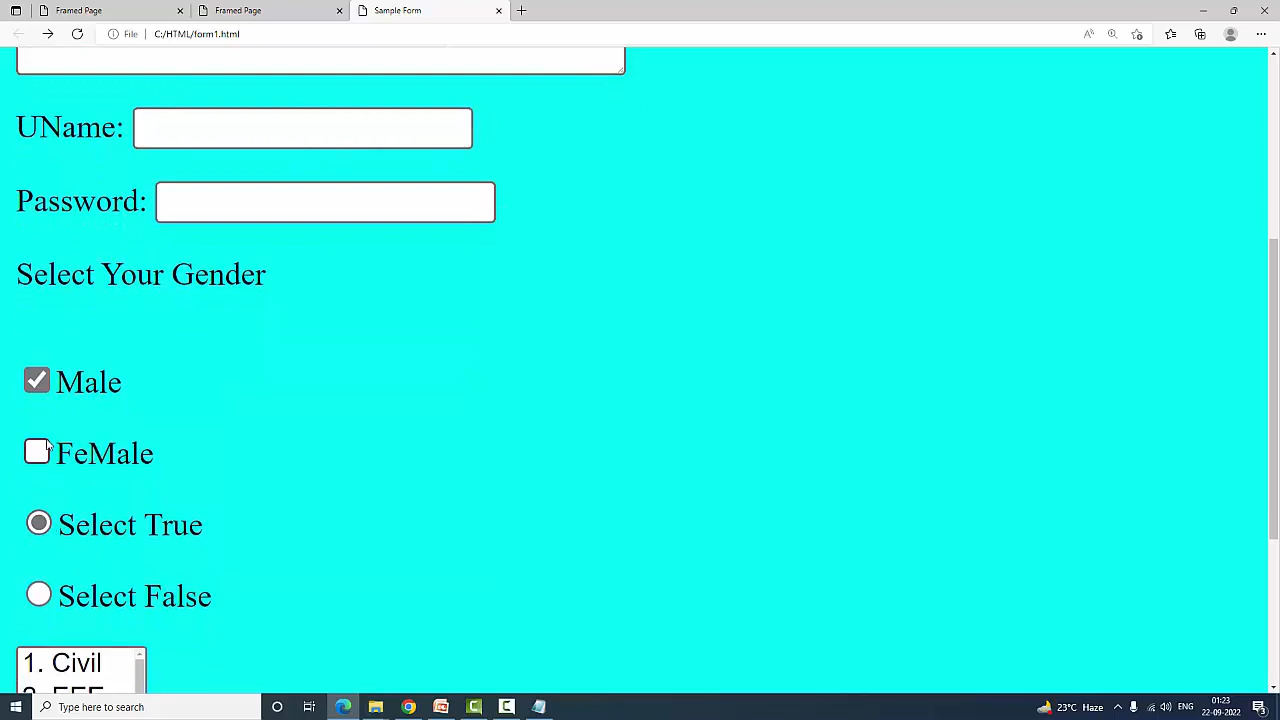 Framed Page
Framed Page
Sample Form
File
C:/HTML/form1.html
UName:
Password:
Select Your Gender
Male
FeMale
Select True
Select False
1. Civil
Type here to search
23°C Haze
ENG
01:23
22-09-2022